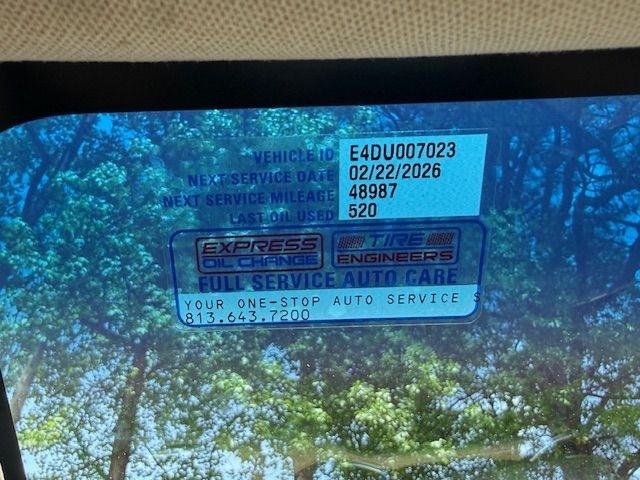 VEHICLE ID E4DU007023
NEXT SERVICE DATE 02/22/2026
NEXT SERVICE MILEAGE 48987
LAST OIL USED 520
EXPRESS OIL CHANGE
TIRE ENGINEERS
FULL SERVICE AUTO CARE
YOUR ONE-STOP AUTO SERVICE S
813.643.7200